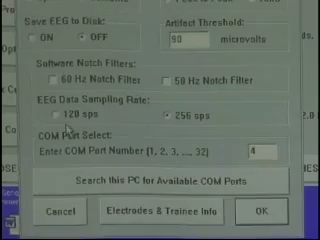 Save EEG to Disk:
ON OFF
Artifact Threshold:
90 microvolts
Software Notch Filters:
60 Hz Notch Filter 50 Hz Notch Filter
EEG Data Sampling Rate:
128 sps 256 sps
COM Port Select:
Enter COM Port Number (1, 2, 3, ..., 32) 4
Search this PC for Available COM Ports
Cancel Electrodes & Trainee Info OK